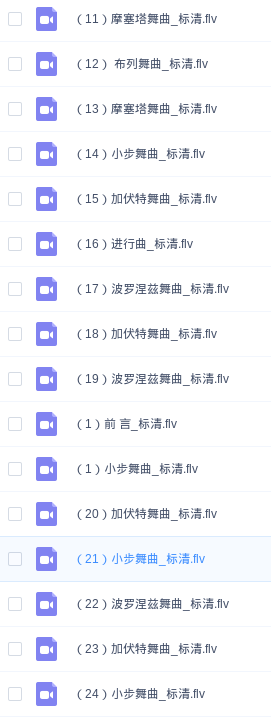 （11）摩塞塔舞曲_标清.flv
（12） 布列舞曲_标清.flv
（13）摩塞塔舞曲_标清.flv
（14）小步舞曲_标清.flv
（15）加伏特舞曲_标清.flv
（16）进行曲_标清.flv
（17）波罗涅兹舞曲_标清.flv
（18）加伏特舞曲_标清.flv
（19）波罗涅兹舞曲_标清.flv
（1）前 言_标清.flv
（1）小步舞曲_标清.flv
（20）加伏特舞曲_标清.flv
（21）小步舞曲_标清.flv
（22）波罗涅兹舞曲_标清.flv
（23）加伏特舞曲_标清.flv
（24）小步舞曲_标清.flv